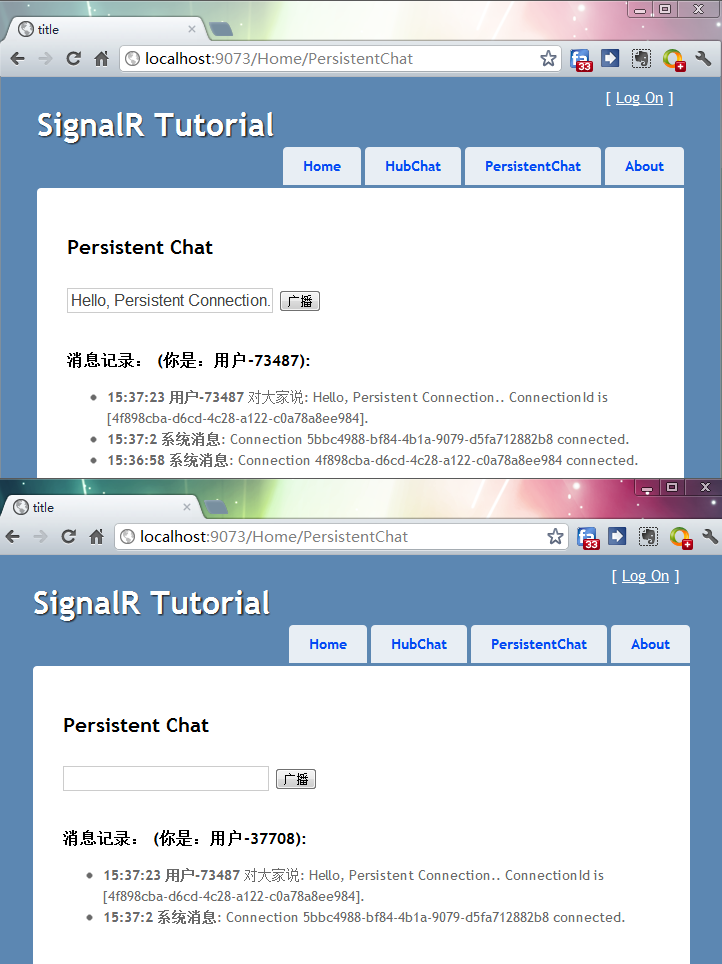 title
localhost:9073/Home/PersistentChat
33
[ Log On ]
SignalR Tutorial
Home HubChat PersistentChat About
Persistent Chat
Hello, Persistent Connection. 广播
消息记录： (你是：用户-73487):
15:37:23 用户-73487 对大家说: Hello, Persistent Connection.. ConnectionId is
[4f898cba-d6cd-4c28-a122-c0a78a8ee984].
15:37:2 系统消息: Connection 5bbc4988-bf84-4b1a-9079-d5fa712882b8 connected.
15:36:58 系统消息: Connection 4f898cba-d6cd-4c28-a122-c0a78a8ee984 connected.
title
localhost:9073/Home/PersistentChat
33
[ Log On ]
SignalR Tutorial
Home HubChat PersistentChat About
Persistent Chat
广播
消息记录： (你是：用户-37708):
15:37:23 用户-73487 对大家说: Hello, Persistent Connection.. ConnectionId is
[4f898cba-d6cd-4c28-a122-c0a78a8ee984].
15:37:2 系统消息: Connection 5bbc4988-bf84-4b1a-9079-d5fa712882b8 connected.